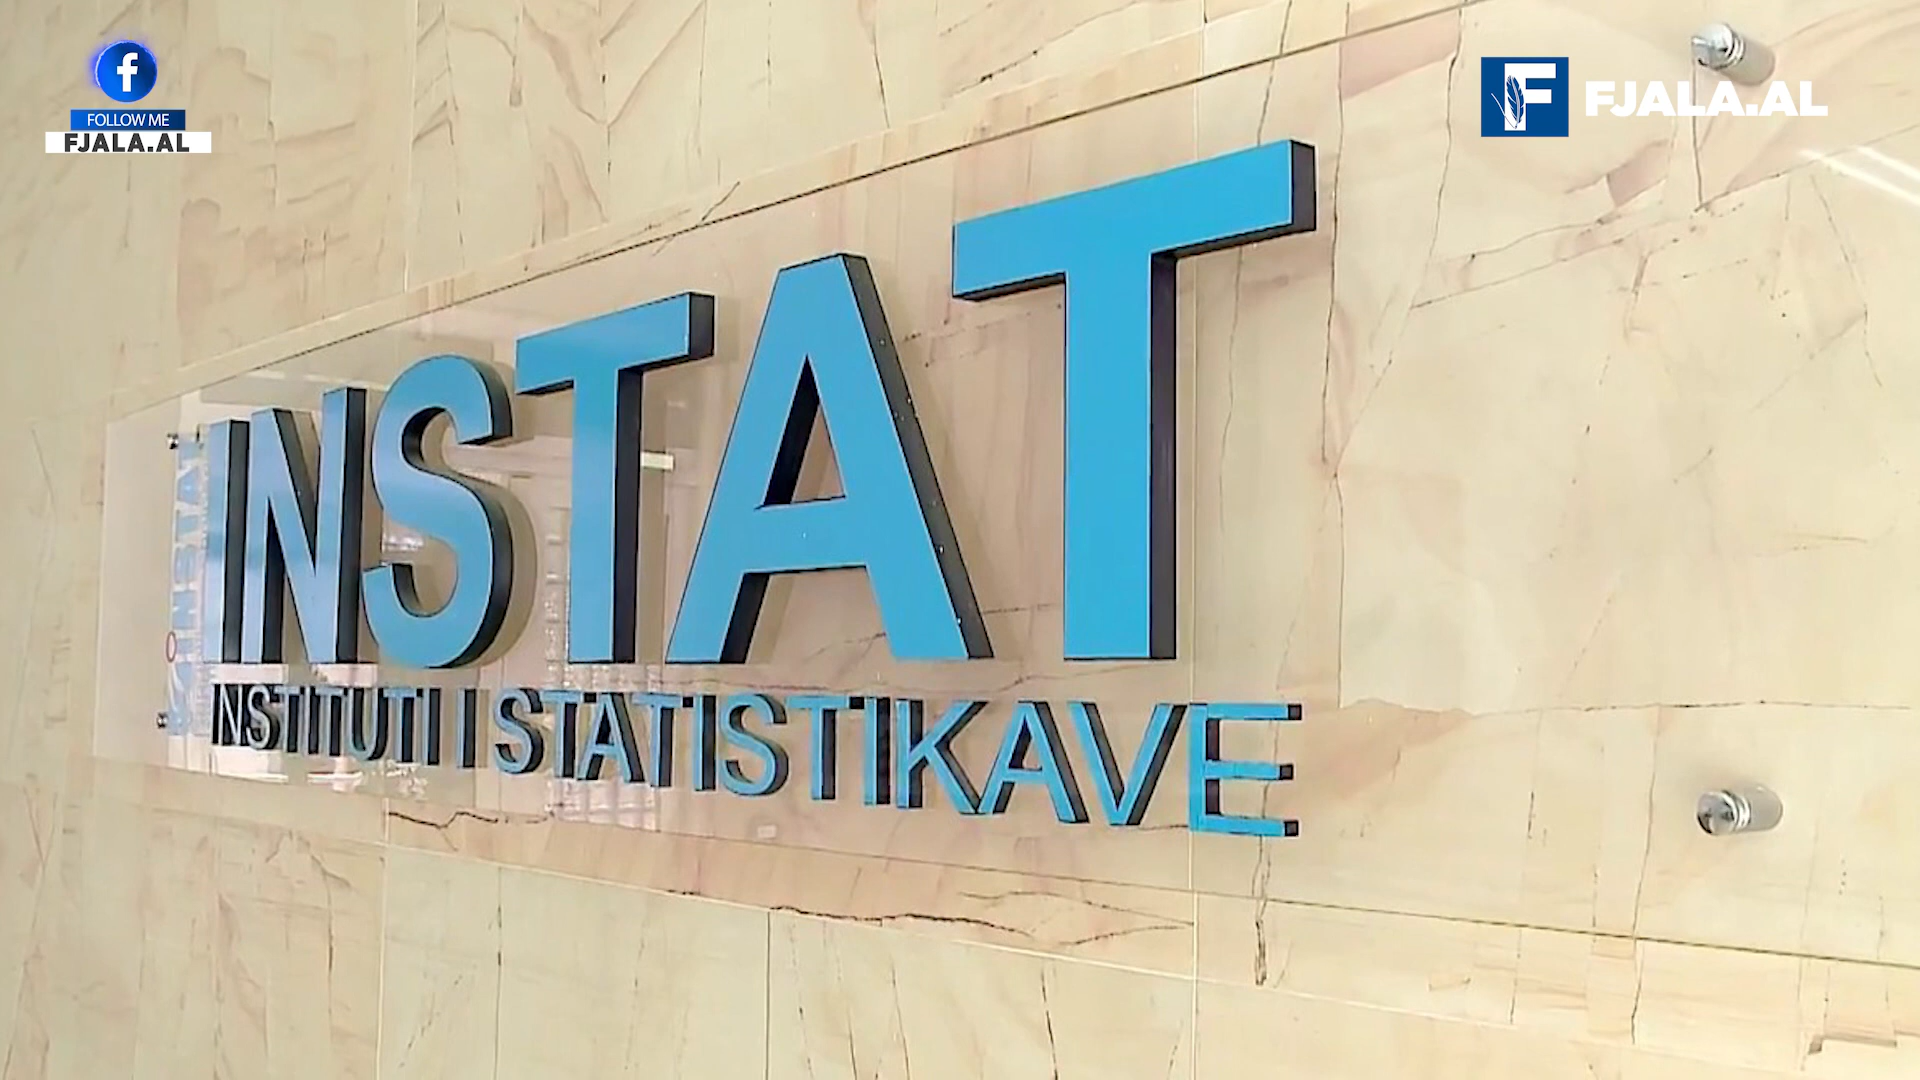 FOLLOW ME
FJALA.AL
FJALA.AL
INSTAT
INSTITUTI I STATISTIKAVE